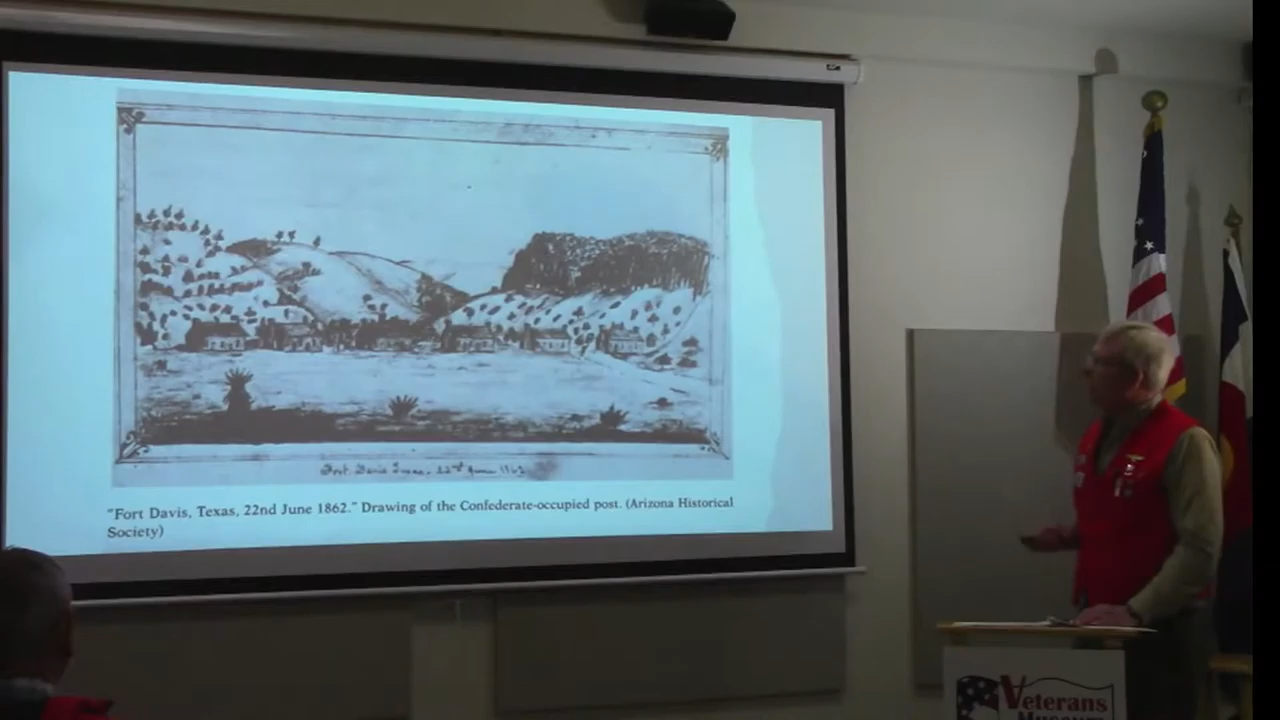 Fort Davis Texas. 22nd June 1862
"Fort Davis, Texas, 22nd June 1862." Drawing of the Confederate-occupied post. (Arizona Historical
Society)
Veterans
Museum